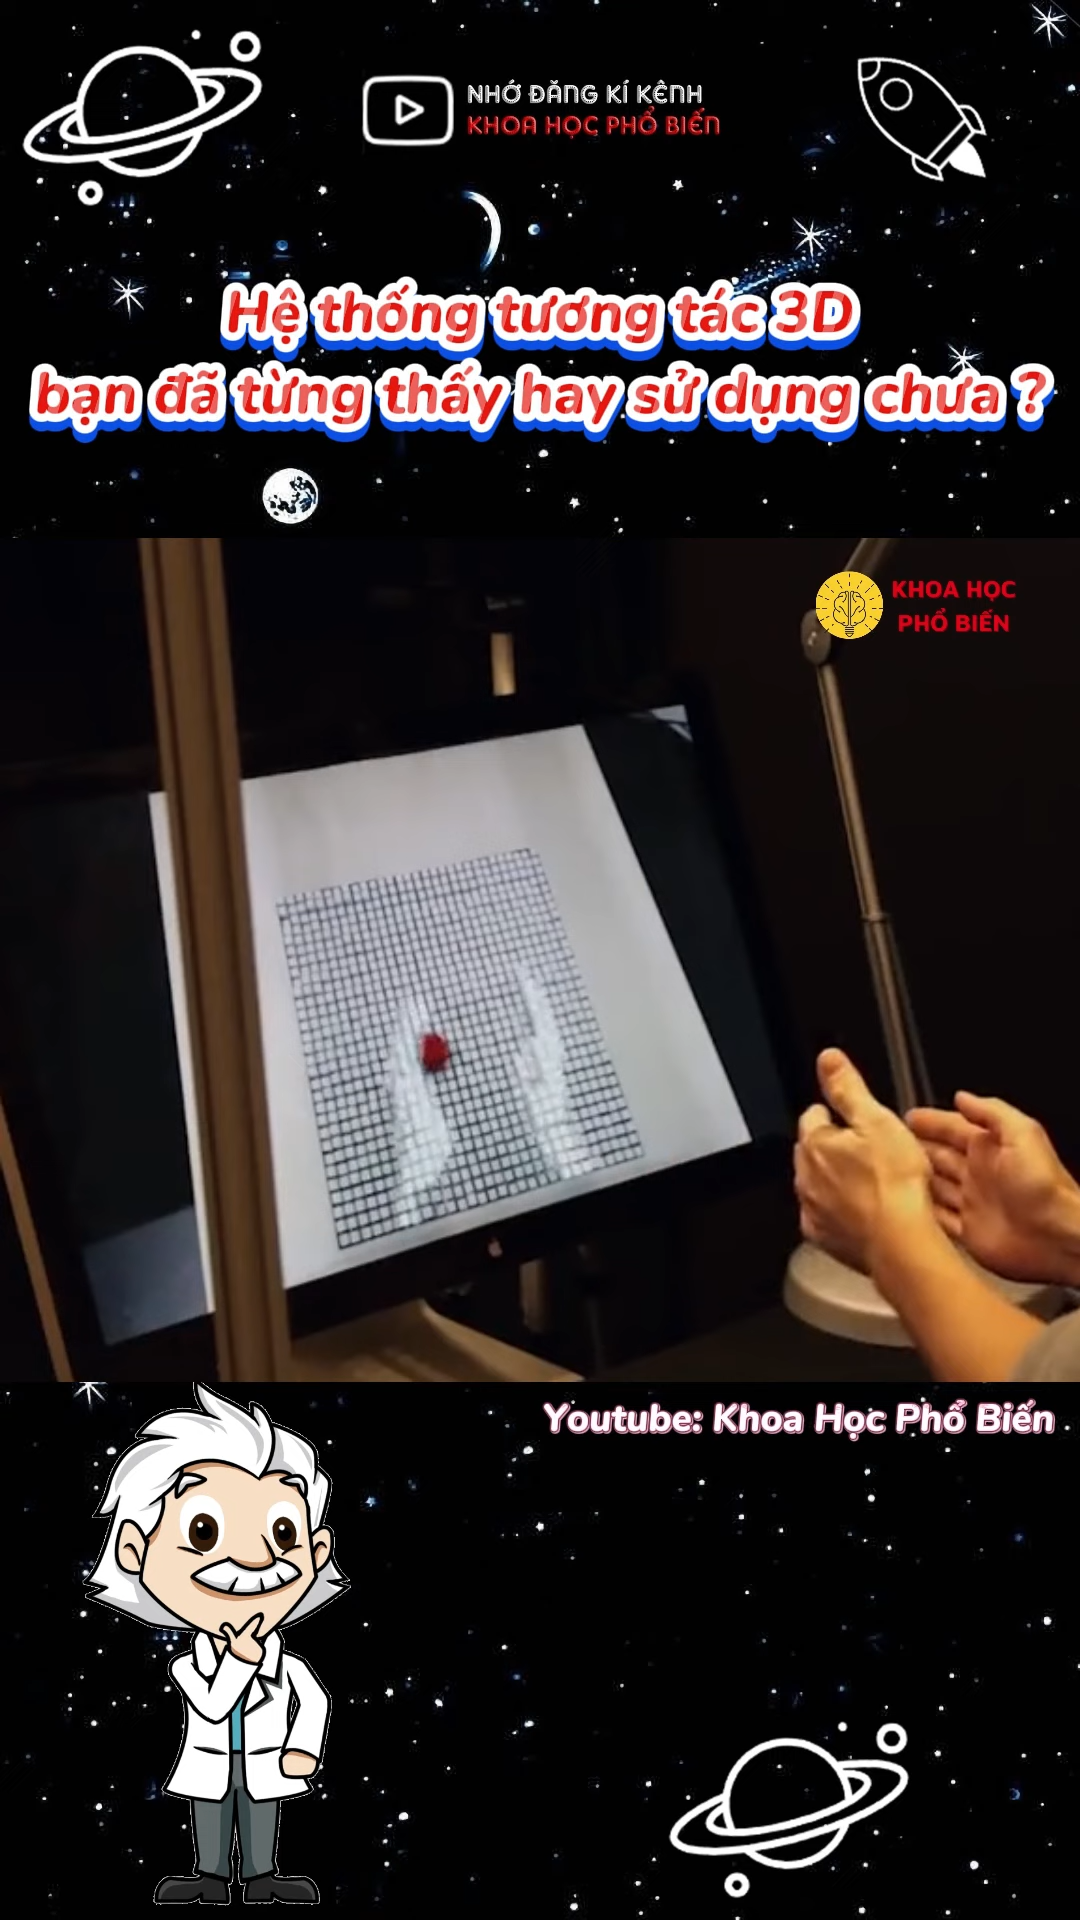 NHỚ ĐĂNG KÍ KÊNH
KHOA HỌC PHỔ BIẾN
Hệ thống tương tác 3D
bạn đã từng thấy hay sử dụng chưa ?
KHOA HỌC
PHỔ BIẾN
Youtube: Khoa Học Phổ Biến